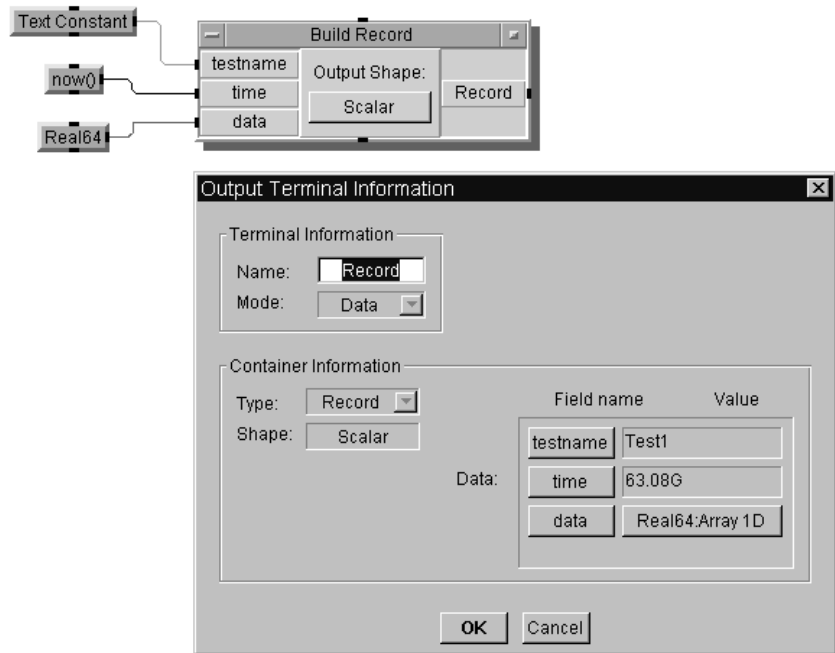 Text Constant
Build Record
testname
Output Shape:
now()
time
Record
Scalar
data
Real64
Output Terminal Information
Terminal Information
Name: Record
Mode: Data
Container Information
Type: Record
Field name Value
Shape: Scalar
testname Test1
Data: time 63.08G
data Real64:Array 1D
OK Cancel